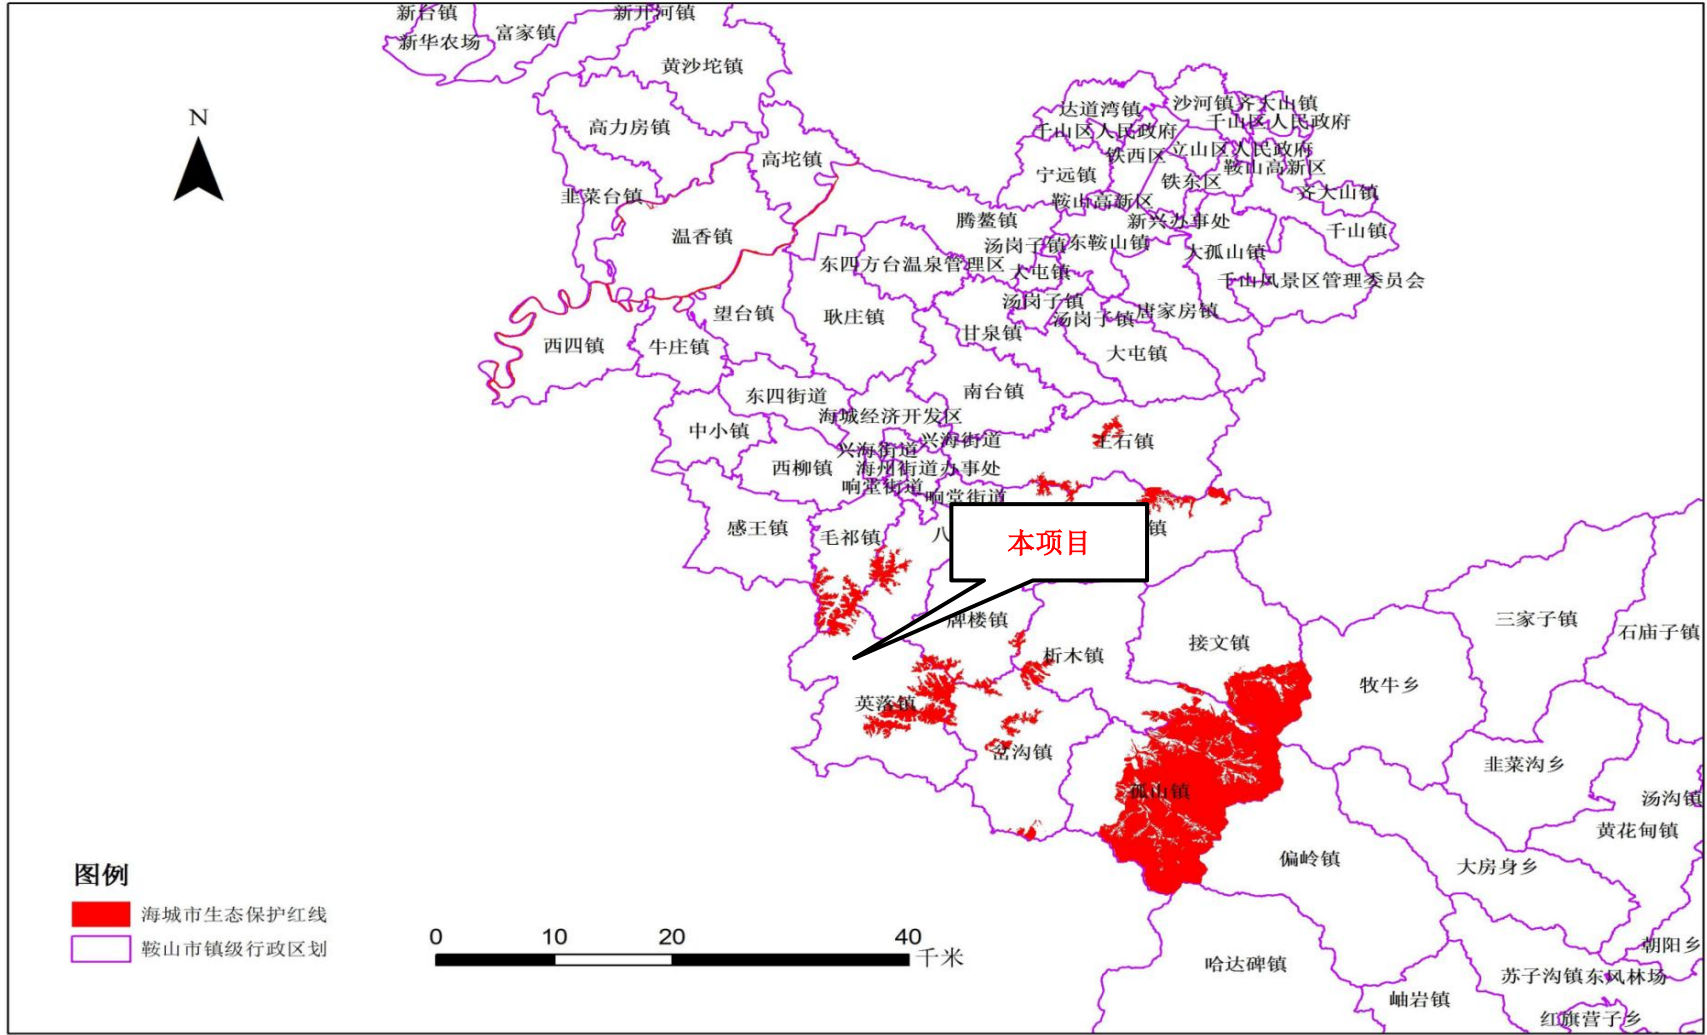 新台镇
新开河镇
富家镇
新华农场
黄沙坨镇
N
高力房镇
高坨镇
韭菜台镇
温香镇
达道湾镇
沙河镇
齐大山镇
千山区人民政府
千山区人民政府
铁西区
立山区人民政府
鞍山高新区
宁远镇
铁东区
鞍山高新区
齐大山镇
腾鳌镇
新兴办事处
千山镇
汤岗子镇
东鞍山镇
大孤山镇
东四方台温泉管理区
大屯镇
千山风景区管理委员会
汤岗子镇
汤岗子镇
唐家房镇
望台镇
耿庄镇
甘泉镇
西四镇
牛庄镇
大屯镇
东四街道
南台镇
海城经济开发区
中小镇
兴海街道
兴海街道
王石镇
西柳镇
海州街道办事处
响堂街道
响堂街道
感王镇
毛祁镇
八
镇
本项目
牌楼镇
三家子镇
石庙子镇
接文镇
析木镇
牧牛乡
英落镇
岔沟镇
韭菜沟乡
孤山镇
汤沟镇
黄花甸镇
偏岭镇
大房身乡
图例
海城市生态保护红线
鞍山市镇级行政区划
0
10
20
40
千米
朝阳乡
哈达碑镇
苏子沟镇
东风林场
岫岩镇
红旗营子乡